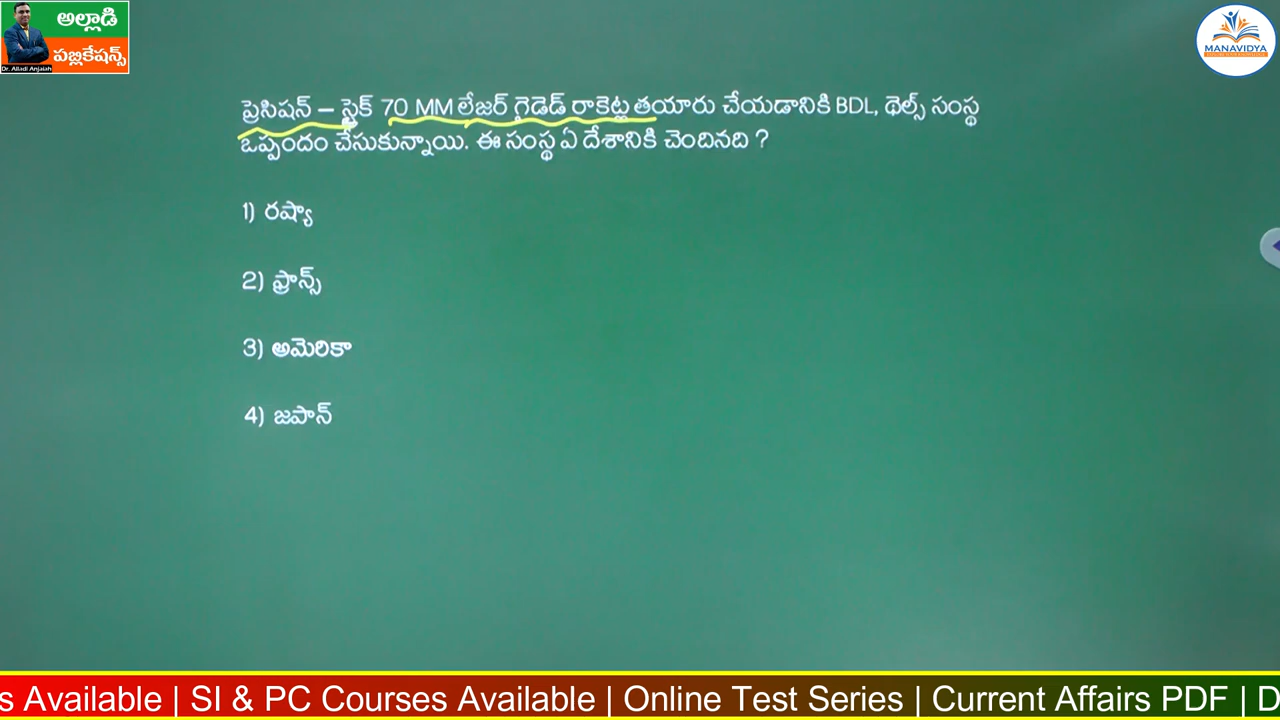 అల్లాడి
పబ్లికేషన్స్
Dr. Alladi Anjaiah
MANAVIDYA
ప్రెసిషన్ – స్ట్రైక్ 70 MM లేజర్ గైడెడ్ రాకెట్ల తయారు చేయడానికి BDL, థేల్స్ సంస్థ
ఒప్పందం చేసుకున్నాయి. ఈ సంస్థ ఏ దేశానికి చెందినది ?
1) రష్యా
2) ఫ్రాన్స్
3) అమెరికా
4) జపాన్
s Available | SI & PC Courses Available | Online Test Series | Current Affairs PDF | D